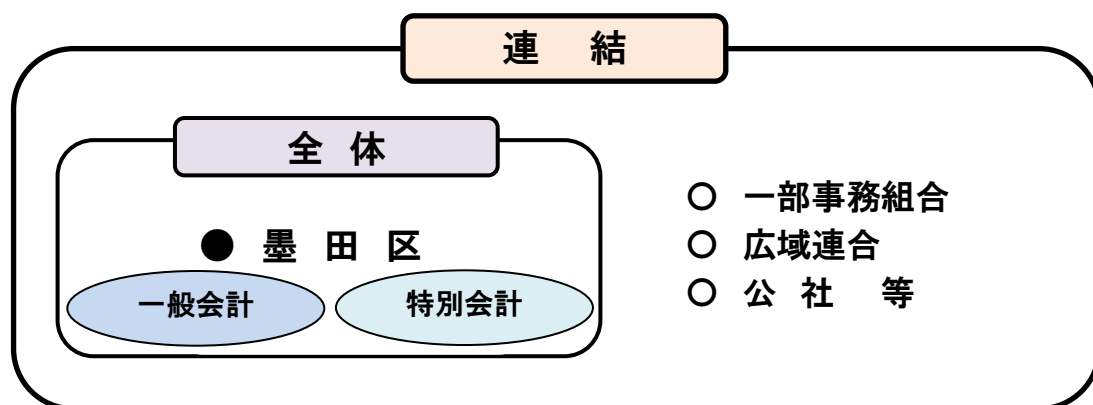 連 結
全 体
● 墨 田 区
一般会計
特別会計
○ 一部事務組合
○ 広域連合
○ 公 社 等